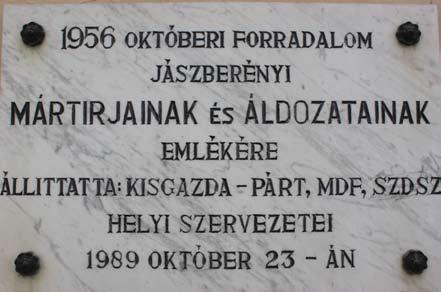 1956 OKTÓBERI FORRADALOM
JÁSZBERÉNYI
MÁRTIRJAINAK ÉS ÁLDOZATAINAK
EMLÉKÉRE
ÁLLITTATTA: KISGAZDA-PÁRT, MDF, SZDSZ
HELYI SZERVEZETEI
1989 OKTÓBER 23-ÁN